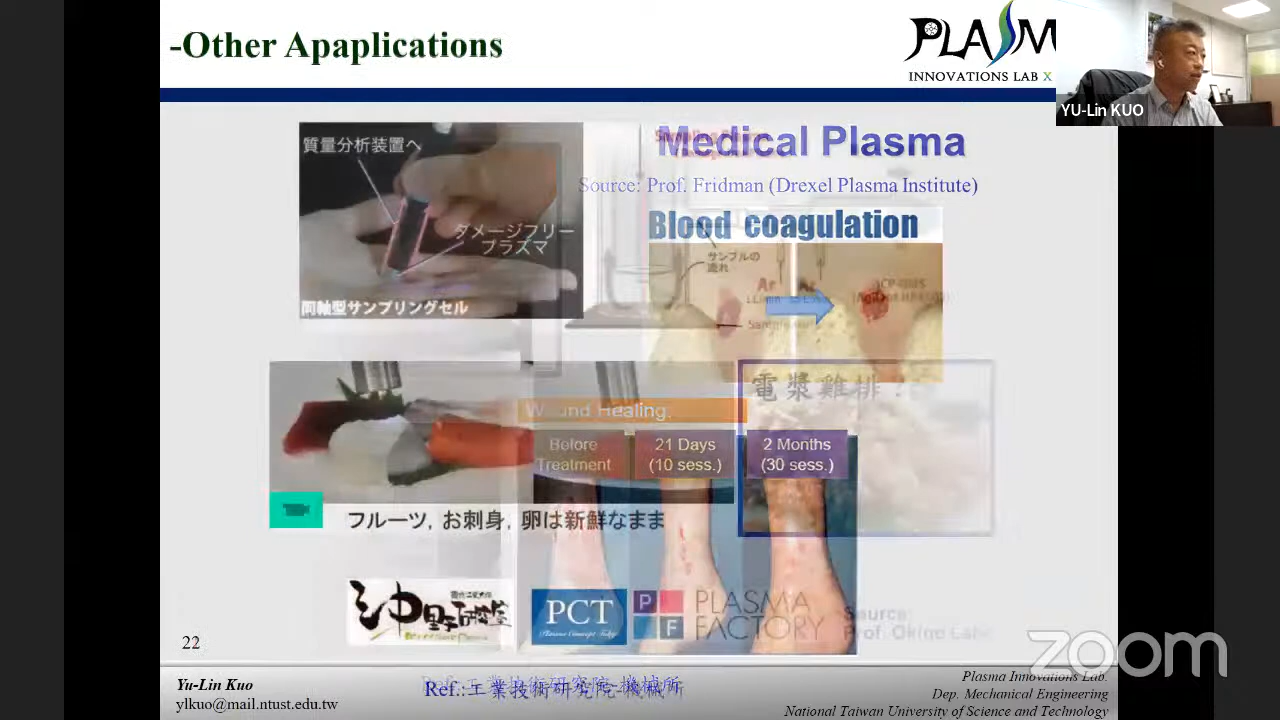 -Other Apaplications
PLASM
INNOVATIONS LAB X
YU-Lin KUO
質量分析装置へ
ダメージフリー
プラズマ
同軸型サンプリングセル
Medical Plasma
Source: Prof. Fridman (Drexel Plasma Institute)
Blood coagulation
サンプルの
流れ
Ar
Ar
電漿雞排?
Wound Healing.
Before
Treatment
21 Days
(10 sess.)
2 Months
(30 sess.)
フルーツ, お刺身, 卵は新鮮なまま
PCT
Plasma Concept Tokyo
P
F
PLASMA
FACTORY
Source:
22
zoom
Yu-Lin Kuo
ylkuo@mail.ntust.edu.tw
Ref.:工業技術研究院-機械所
Plasma Innovations Lab.
Dep. Mechanical Engineering
National Taiwan University of Science and Technology